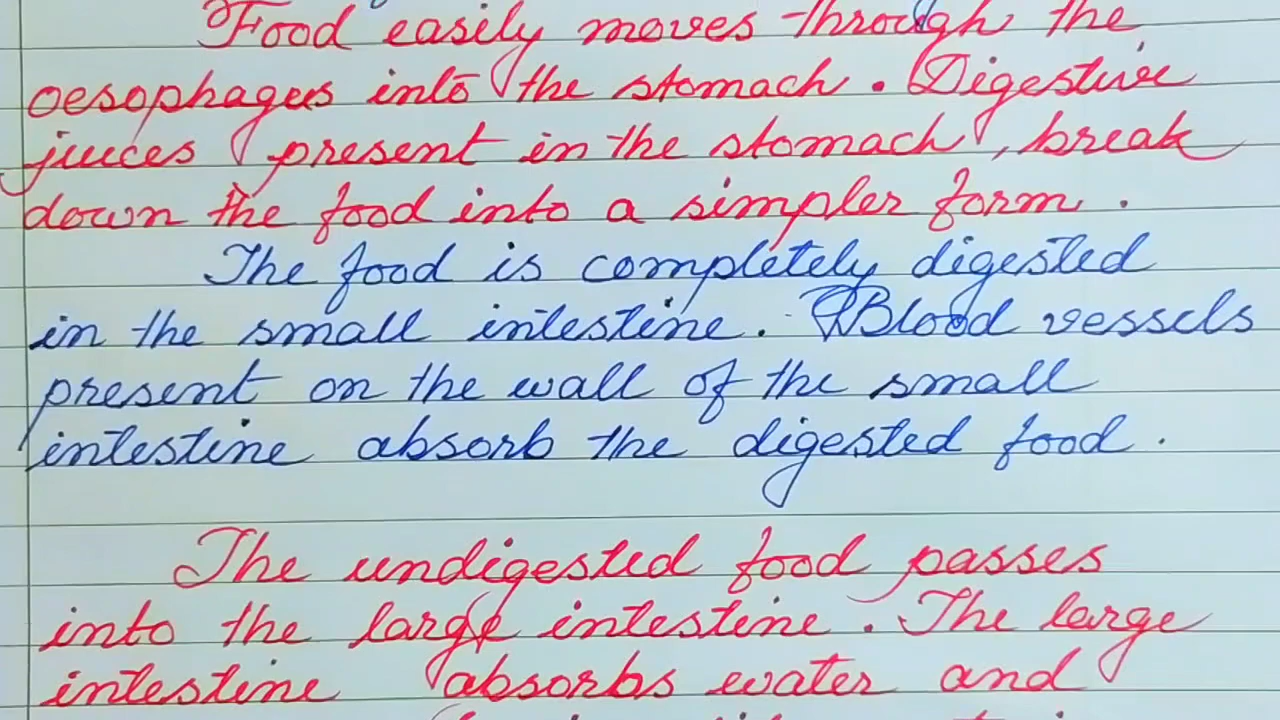 Food easily moves through the
oesophagus into the stomach. Digestive
juices present in the stomach, break
down the food into a simpler form.
The food is completely digested
in the small intestine. Blood vessels
present on the wall of the small
intestine absorb the digested food.
The undigested food passes
into the large intestine. The large
intestine absorbs water and